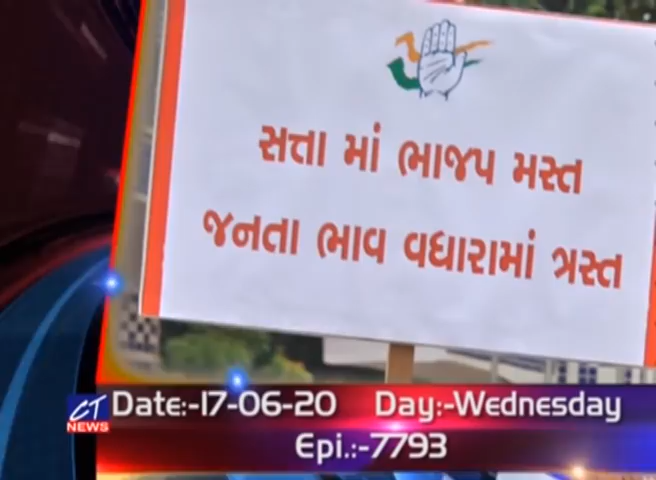 સત્તા માં ભાજપ મસ્ત
જનતા ભાવ વધારામાં ત્રસ્ત
CT NEWS
Date:-17-06-20 Day:-Wednesday
Epi.:-7793